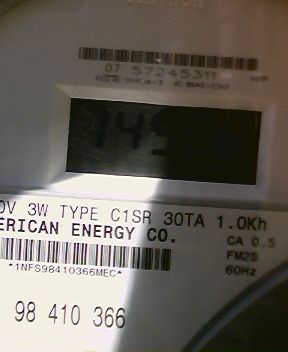 07 57245311
745
0V 3W TYPE C1SR 30TA 1.0Kh
ERICAN ENERGY CO.
CA 0.5
FM2S
60Hz
*1NFS98410366MEC*
98 410 366